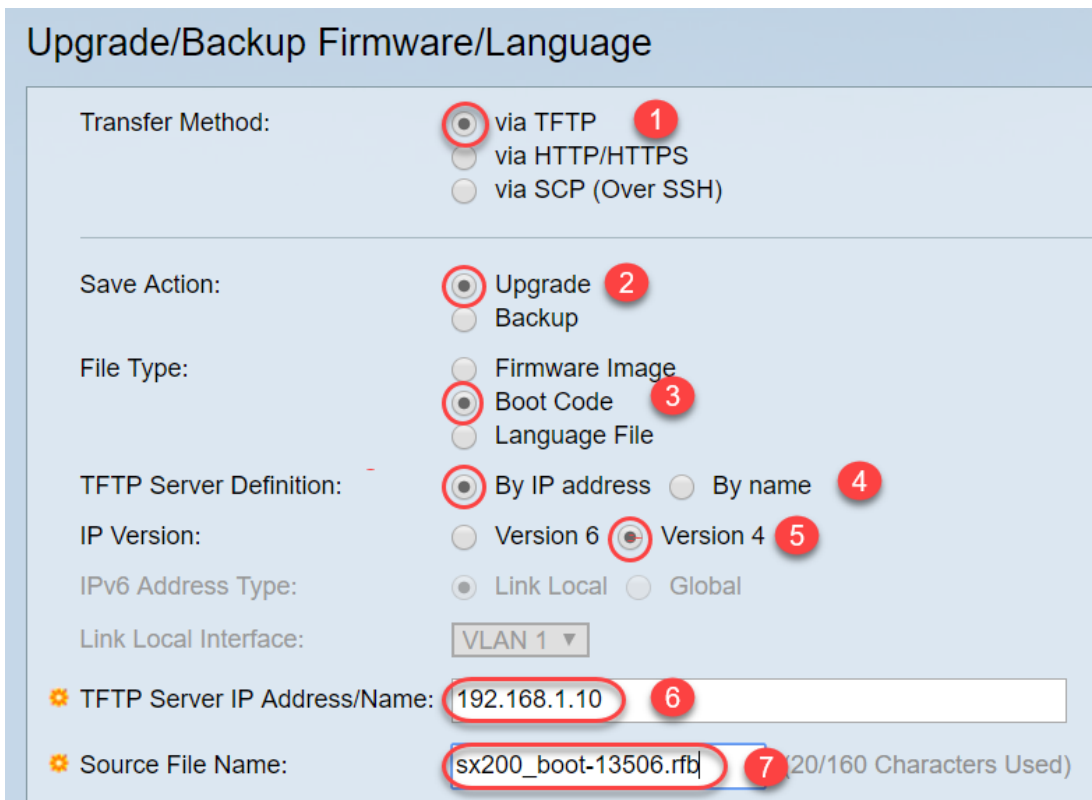 Upgrade/Backup Firmware/Language
Transfer Method: via TFTP 1
via HTTP/HTTPS
via SCP (Over SSH)
Save Action: Upgrade 2
Backup
File Type: Firmware Image
Boot Code 3
Language File
TFTP Server Definition: By IP address By name 4
IP Version: Version 6 Version 4 5
IPv6 Address Type: Link Local Global
Link Local Interface: VLAN 1
TFTP Server IP Address/Name: 192.168.1.10 6
Source File Name: sx200_boot-13506.rfb 7 (20/160 Characters Used)